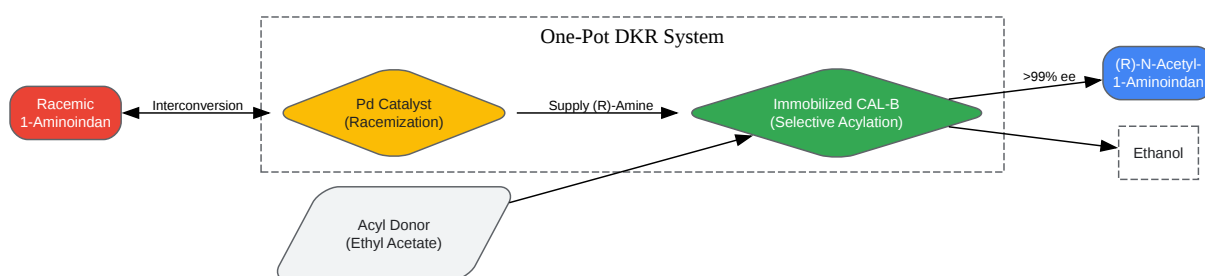 One-Pot DKR System
Racemic
1-Aminoindan
Interconversion
Pd Catalyst
(Racemization)
Supply (R)-Amine
Immobilized CAL-B
(Selective Acylation)
>99% ee
(R)-N-Acetyl-
1-Aminoindan
Ethanol
Acyl Donor
(Ethyl Acetate)